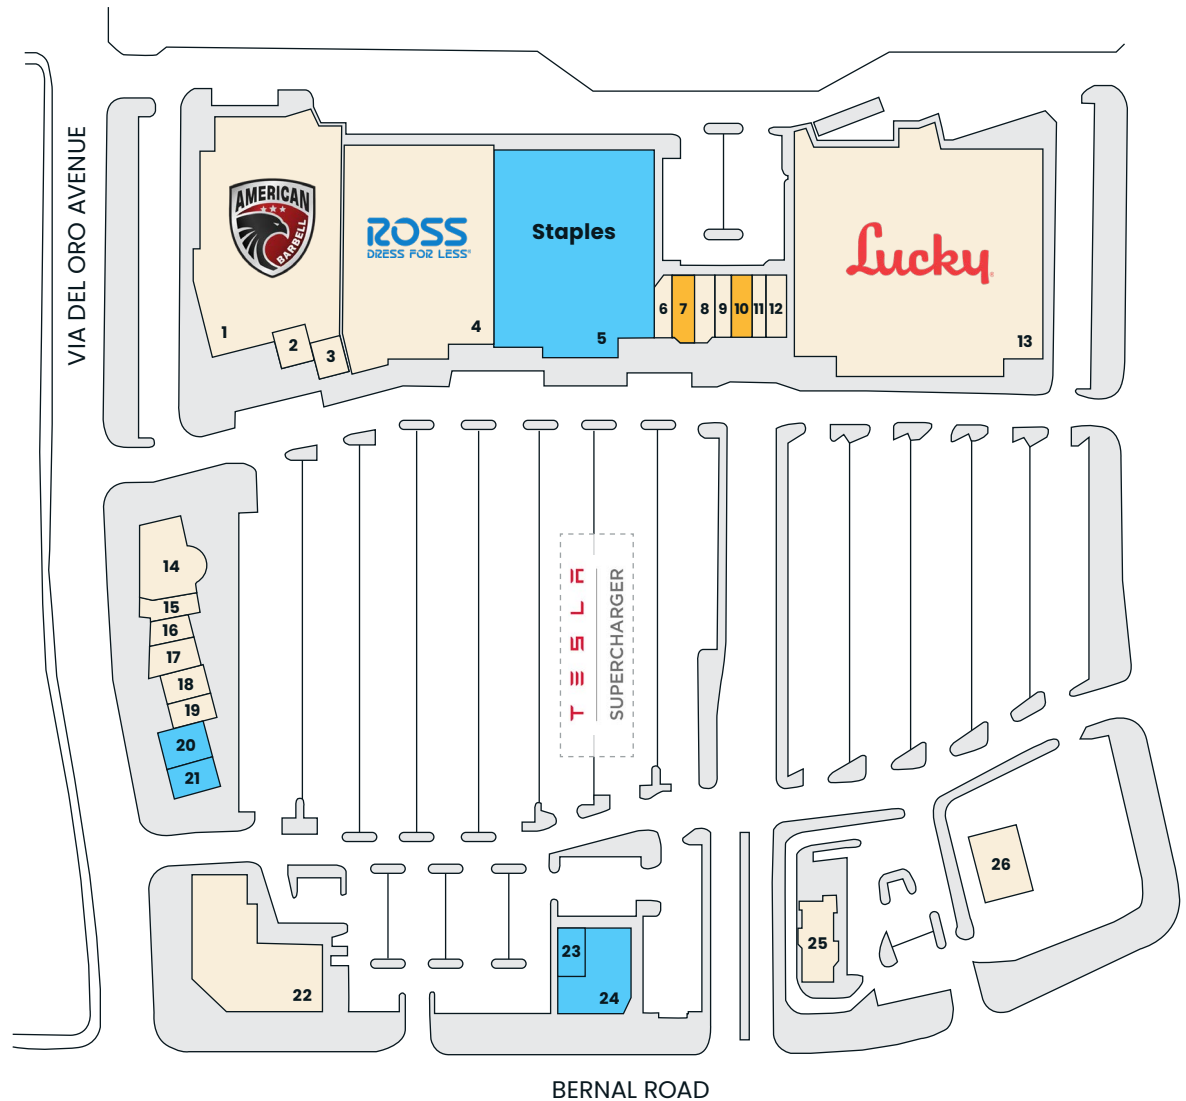 VIA DEL ORO AVENUE
AMERICAN
BARBELL
ROSS
DRESS FOR LESS®
Staples
Lucky®
1
2
3
4
5
6
7
8
9
10
11
12
13
14
15
16
17
18
19
20
21
TESLA
SUPERCHARGER
22
23
24
25
26
BERNAL ROAD